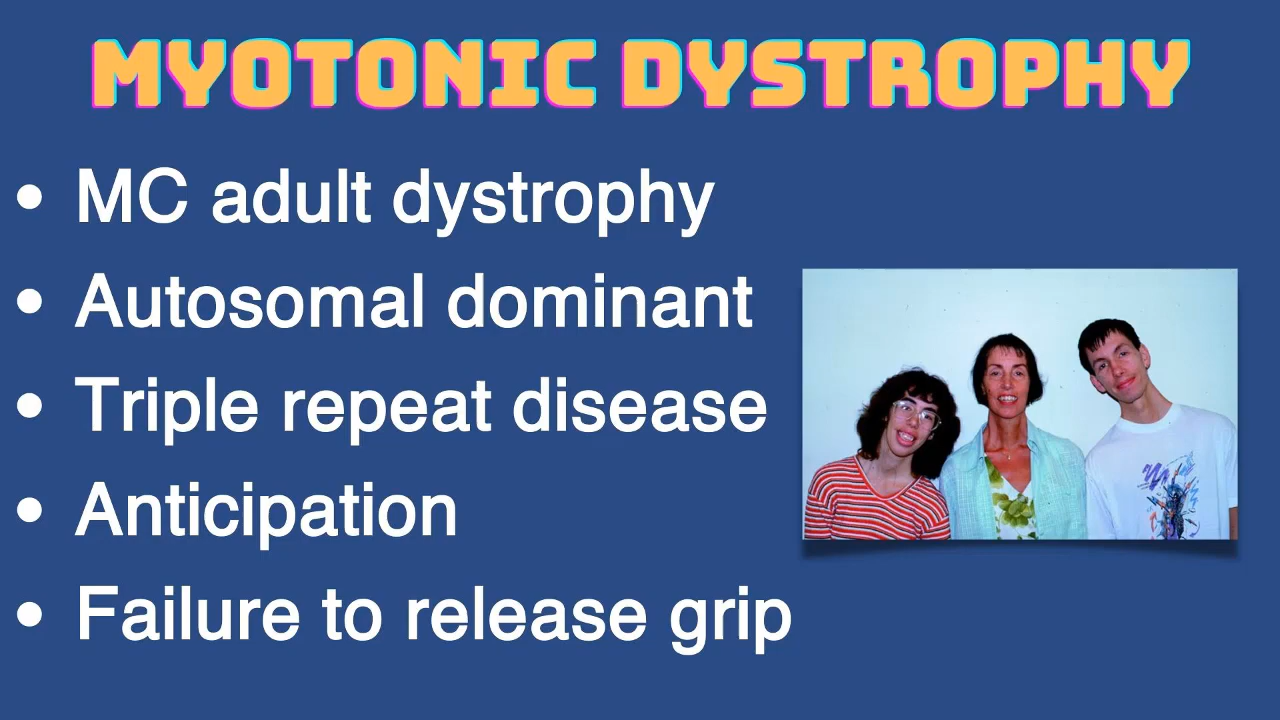 MYOTONIC DYSTROPHY
• MC adult dystrophy
• Autosomal dominant
• Triple repeat disease
• Anticipation
• Failure to release grip